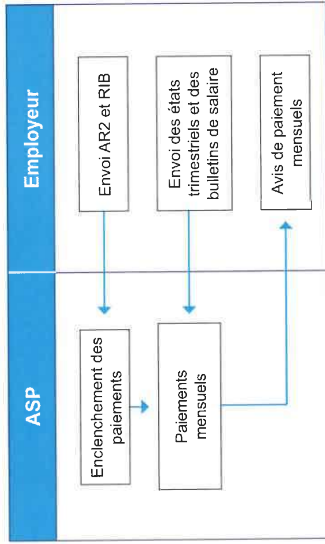 ASP
Employeur
Envoi AR2 et RIB
Enclenchement des
paiements
Envoi des états
trimestriels et des
bulletins de salaire
Paiements
mensuels
Avis de paiement
mensuels